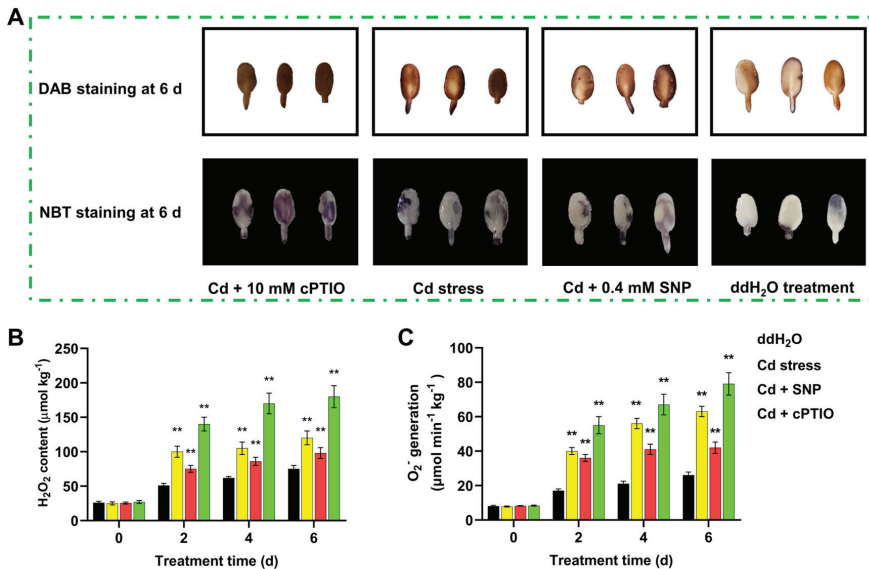 A
DAB staining at 6 d
NBT staining at 6 d
Cd + 10 mM cPTIO
Cd stress
Cd + 0.4 mM SNP
ddH₂O treatment
B
H₂O₂ content (μmol kg⁻¹)
250
200
150
100
50
0
** ** **
** ** **
** ** **
0 2 4 6
Treatment time (d)
C
O₂⁻ generation
(μmol min⁻¹ kg⁻¹)
100
80
60
40
20
0
** ** **
** ** **
** ** **
0 2 4 6
Treatment time (d)
ddH₂O
Cd stress
Cd + SNP
Cd + cPTIO